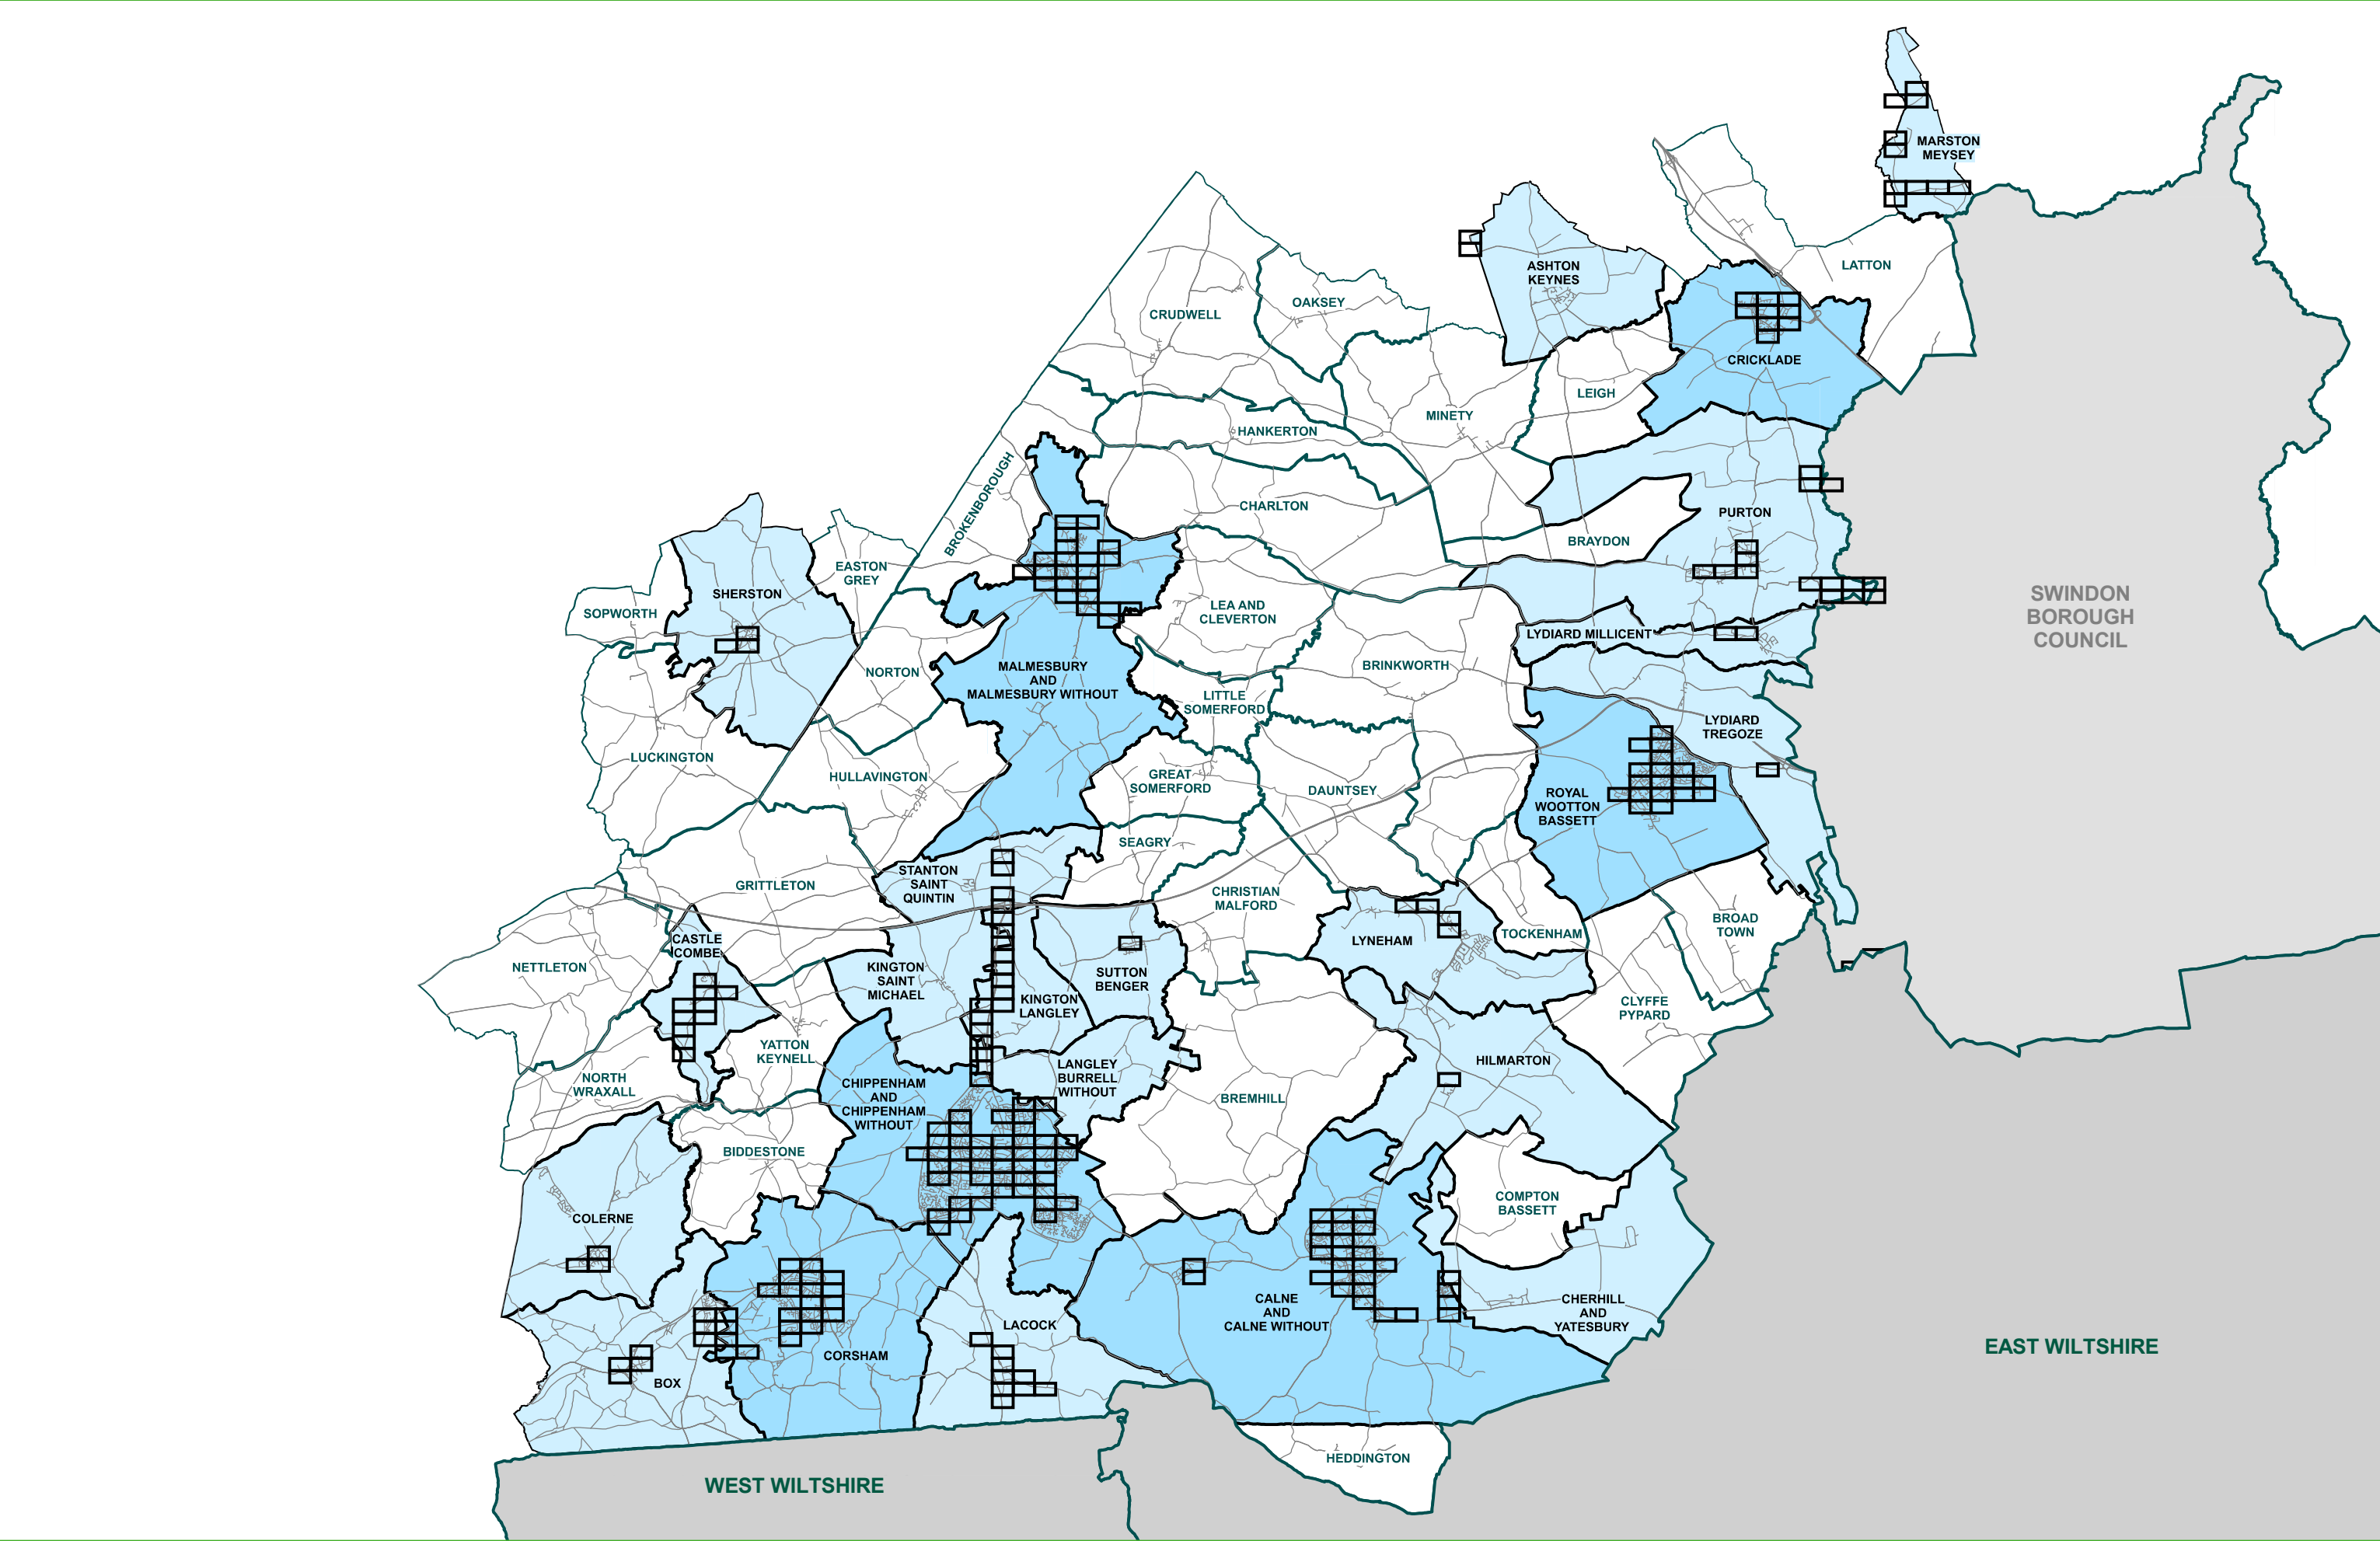 MARSTON
MEYSEY
LATTON
ASHTON
KEYNES
OAKSEY
CRUDWELL
CRICKLADE
LEIGH
MINETY
HANKERTON
BROKENBOROUGH
CHARLTON
PURTON
BRAYDON
EASTON
GREY
SHERSTON
SOPWORTH
LEA AND
CLEVERTON
SWINDON
BOROUGH
COUNCIL
LYDIARD MILLICENT
BRINKWORTH
NORTON
MALMESBURY
AND
MALMESBURY WITHOUT
LITTLE
SOMERFORD
LYDIARD
TREGOZE
LUCKINGTON
HULLAVINGTON
GREAT
SOMERFORD
DAUNTSEY
ROYAL
WOOTTON
BASSETT
SEAGRY
GRITTLETON
STANTON
SAINT
QUINTIN
CHRISTIAN
MALFORD
BROAD
TOWN
TOCKENHAM
LYNEHAM
CASTLE
COMBE
NETTLETON
KINGTON
SAINT
MICHAEL
SUTTON
BENGER
KINGTON
LANGLEY
CLYFFE
PYPARD
YATTON
KEYNELL
HILMARTON
NORTH
WRAXALL
LANGLEY
BURRELL
WITHOUT
CHIPPENHAM
AND
CHIPPENHAM
WITHOUT
BREMHILL
BIDDESTONE
COMPTON
BASSETT
COLERNE
CALNE
AND
CALNE WITHOUT
CHERHILL
AND
YATESBURY
LACOCK
EAST WILTSHIRE
CORSHAM
BOX
HEDDINGTON
WEST WILTSHIRE